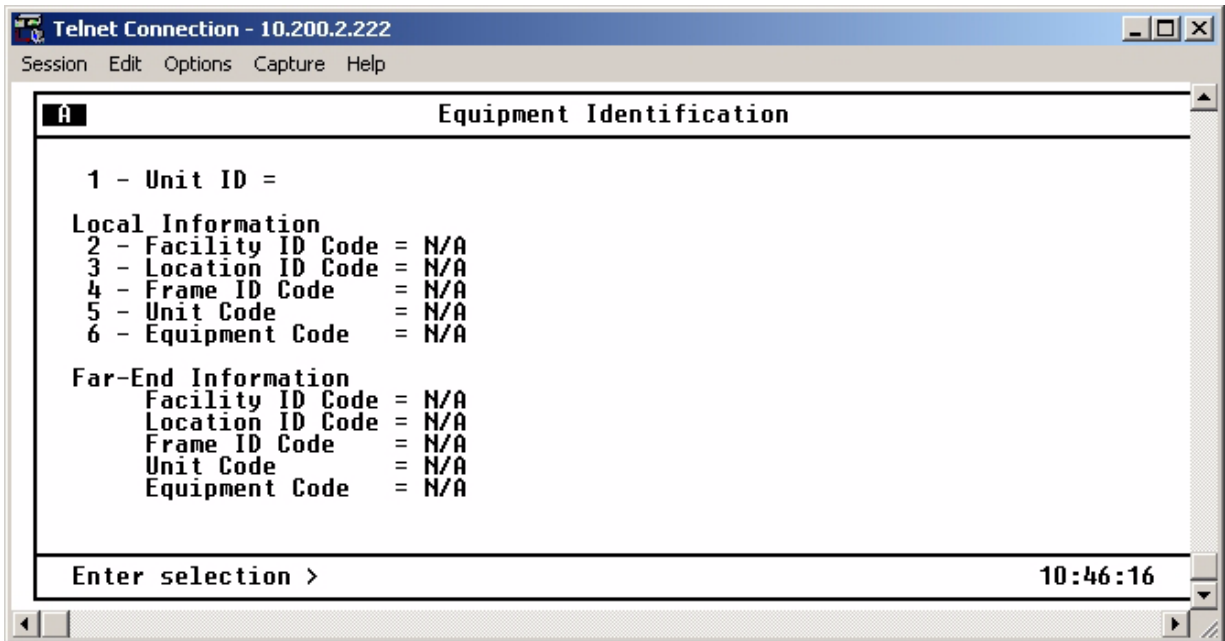 Telnet Connection - 10.200.2.222
Session Edit Options Capture Help
A Equipment Identification
1 - Unit ID =
Local Information
2 - Facility ID Code = N/A
3 - Location ID Code = N/A
4 - Frame ID Code = N/A
5 - Unit Code = N/A
6 - Equipment Code = N/A
Far-End Information
Facility ID Code = N/A
Location ID Code = N/A
Frame ID Code = N/A
Unit Code = N/A
Equipment Code = N/A
Enter selection > 10:46:16